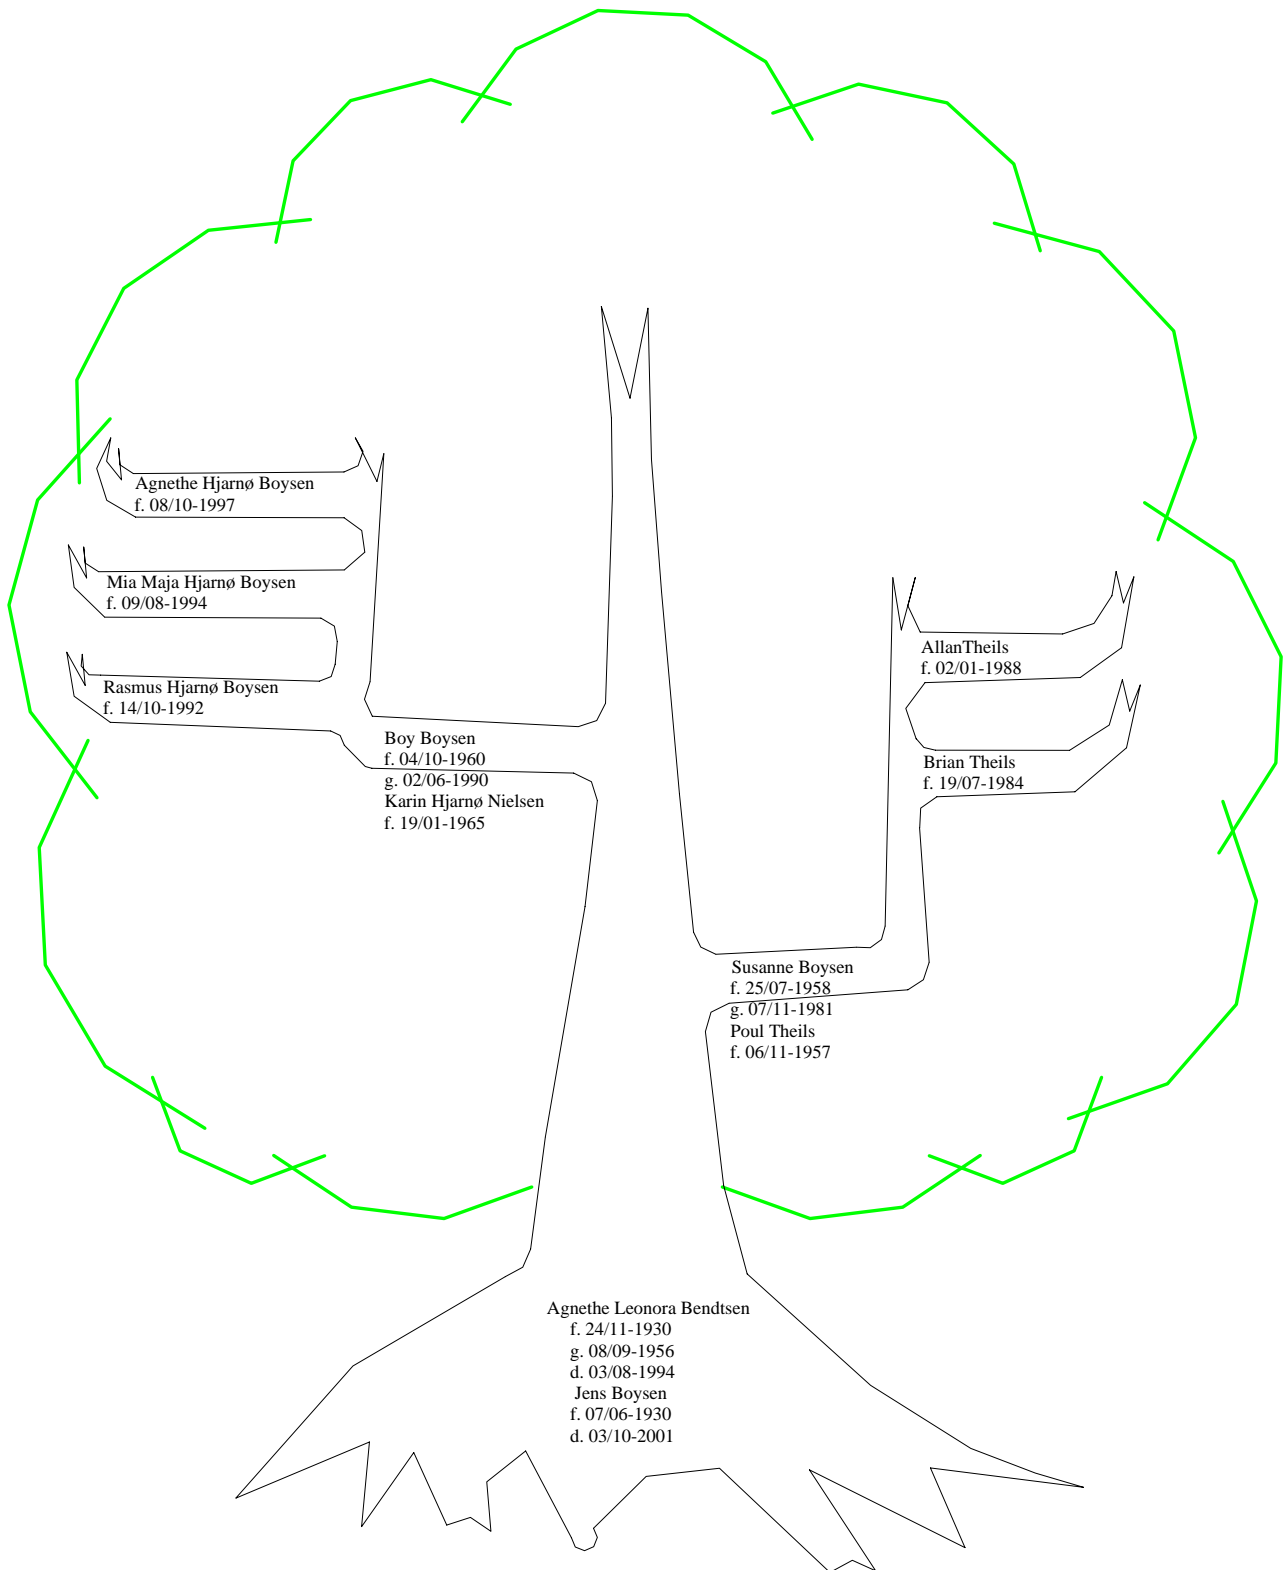 Agnethe Hjarnø Boysen
f. 08/10-1997
Mia Maja Hjarnø Boysen
f. 09/08-1994
Rasmus Hjarnø Boysen
f. 14/10-1992
Boy Boysen
f. 04/10-1960
g. 02/06-1990
Karin Hjarnø Nielsen
f. 19/01-1965
AllanTheils
f. 02/01-1988
Brian Theils
f. 19/07-1984
Susanne Boysen
f. 25/07-1958
g. 07/11-1981
Poul Theils
f. 06/11-1957
Agnethe Leonora Bendtsen
f. 24/11-1930
g. 08/09-1956
d. 03/08-1994
Jens Boysen
f. 07/06-1930
d. 03/10-2001